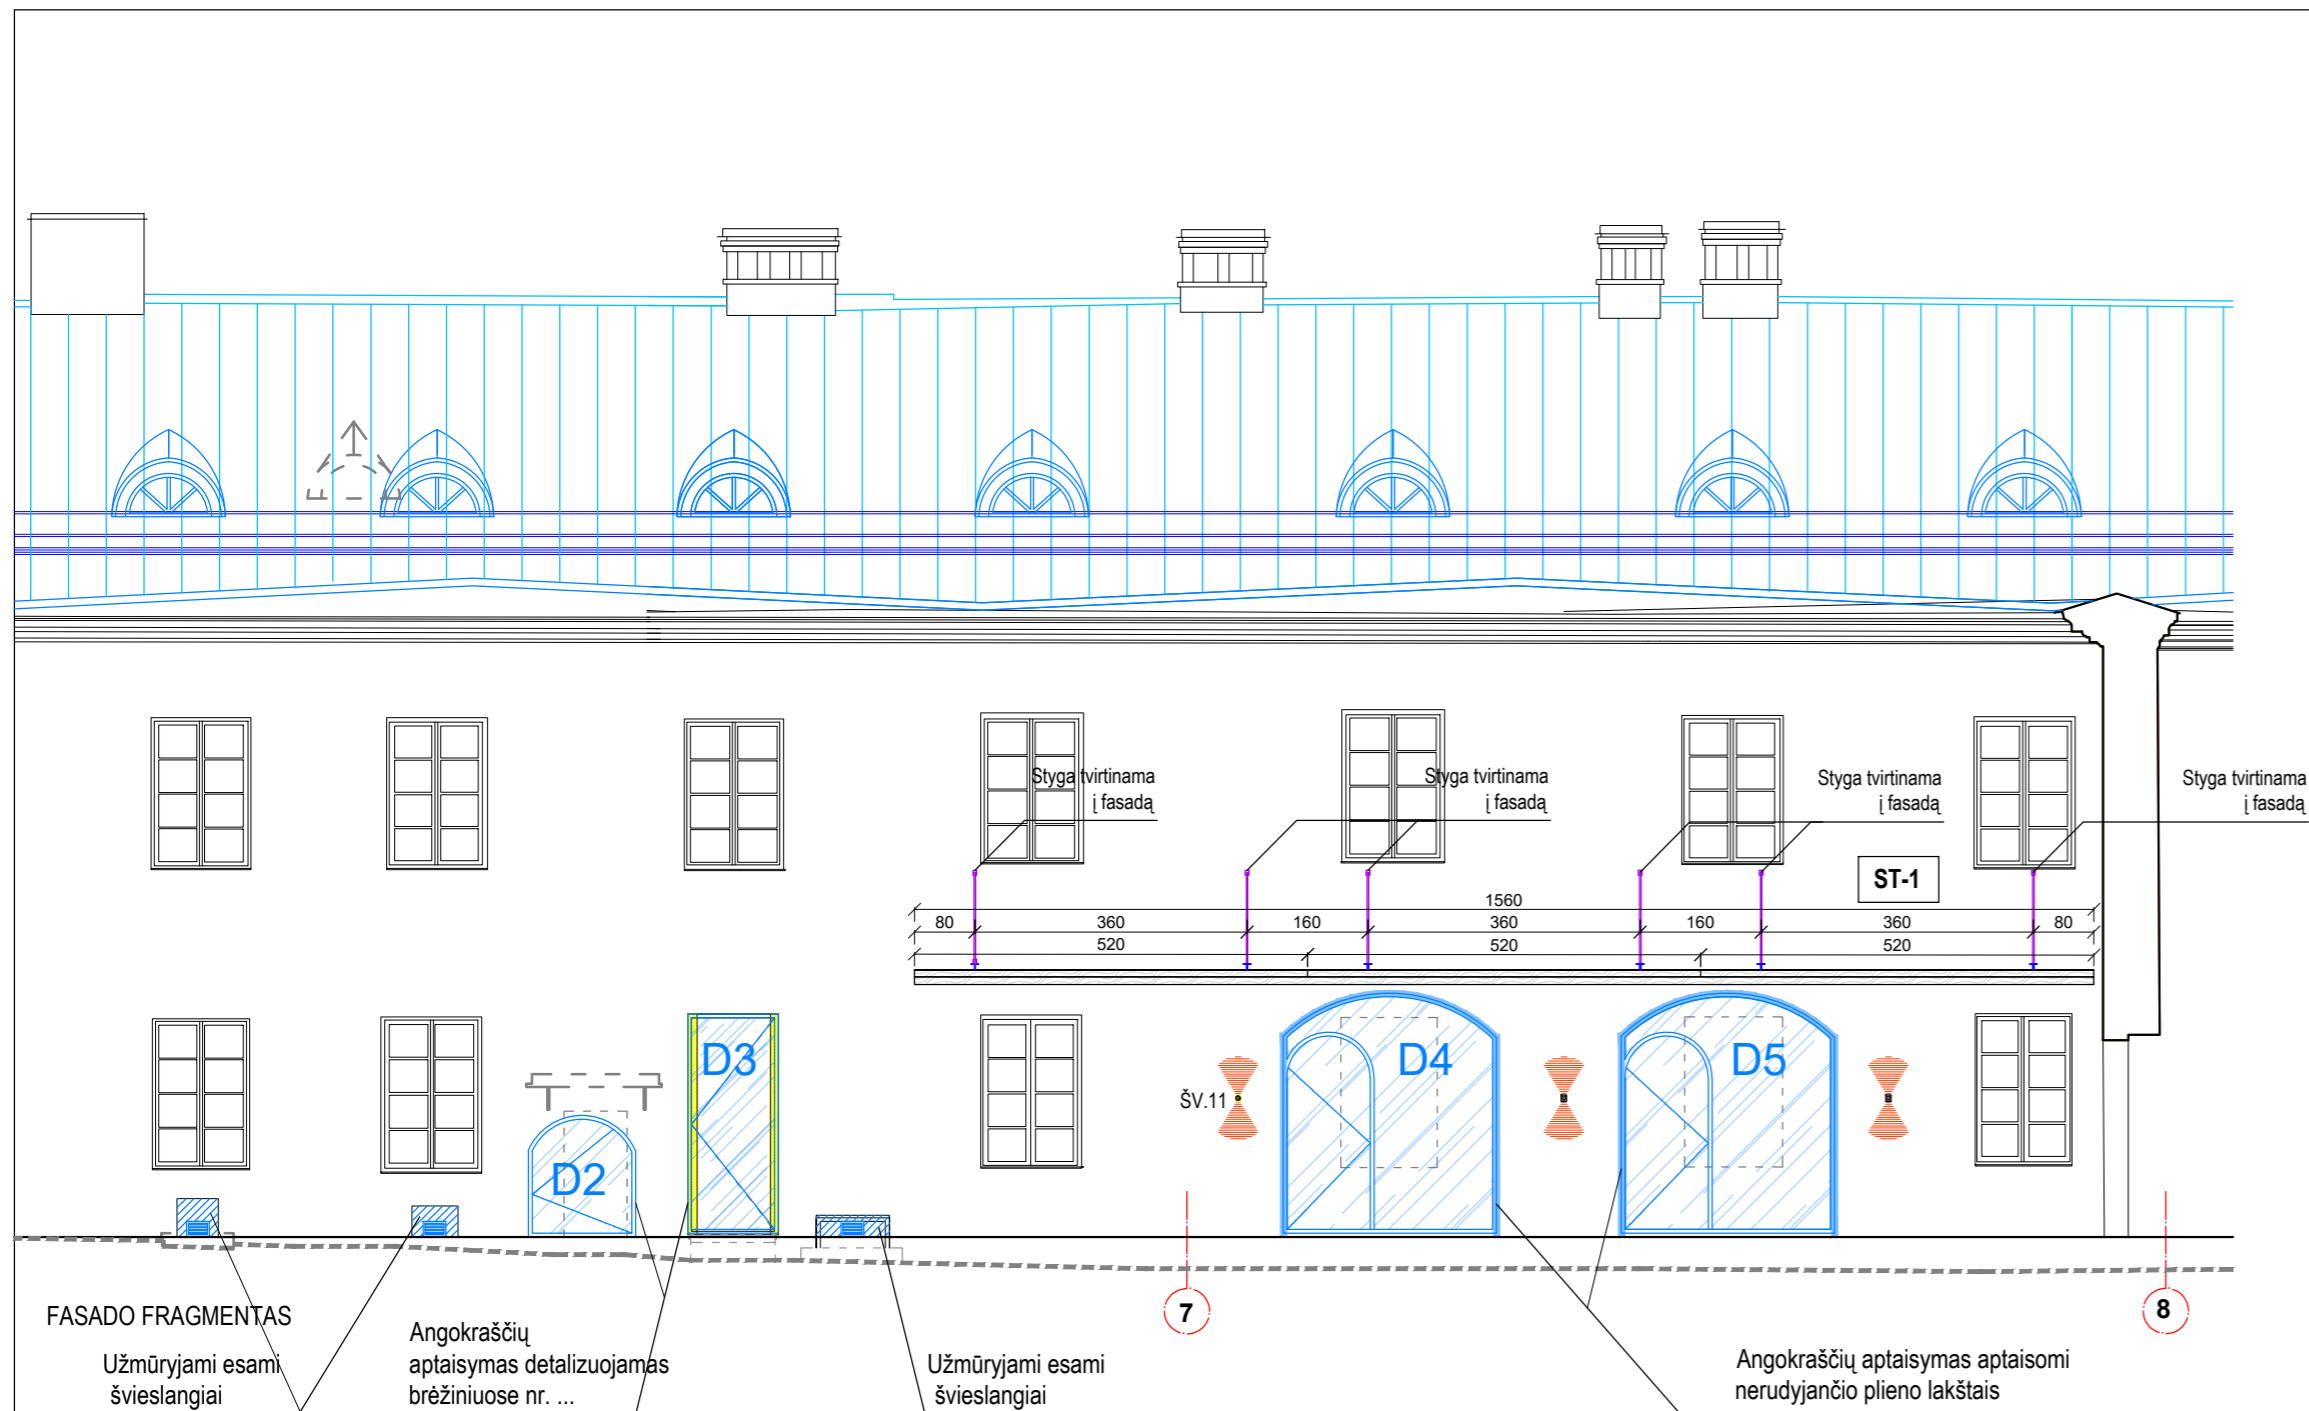 Styga tvirtinama
į fasadą
Styga tvirtinama
į fasadą
Styga tvirtinama
į fasadą
Styga tvirtinama
į fasadą
ST-1
1560
80 360 160 360 160 360 80
520 520 520
D3 D4 D5
ŠV.11
D2
7 8
FASADO FRAGMENTAS
Užmūryjami esami
švieslangiai
Angokraščių
aptaisymas detalizuojamas
brėžiniuose nr. ...
Užmūryjami esami
švieslangiai
Angokraščių aptaisymas aptaisomi
nerudyjančio plieno lakštais